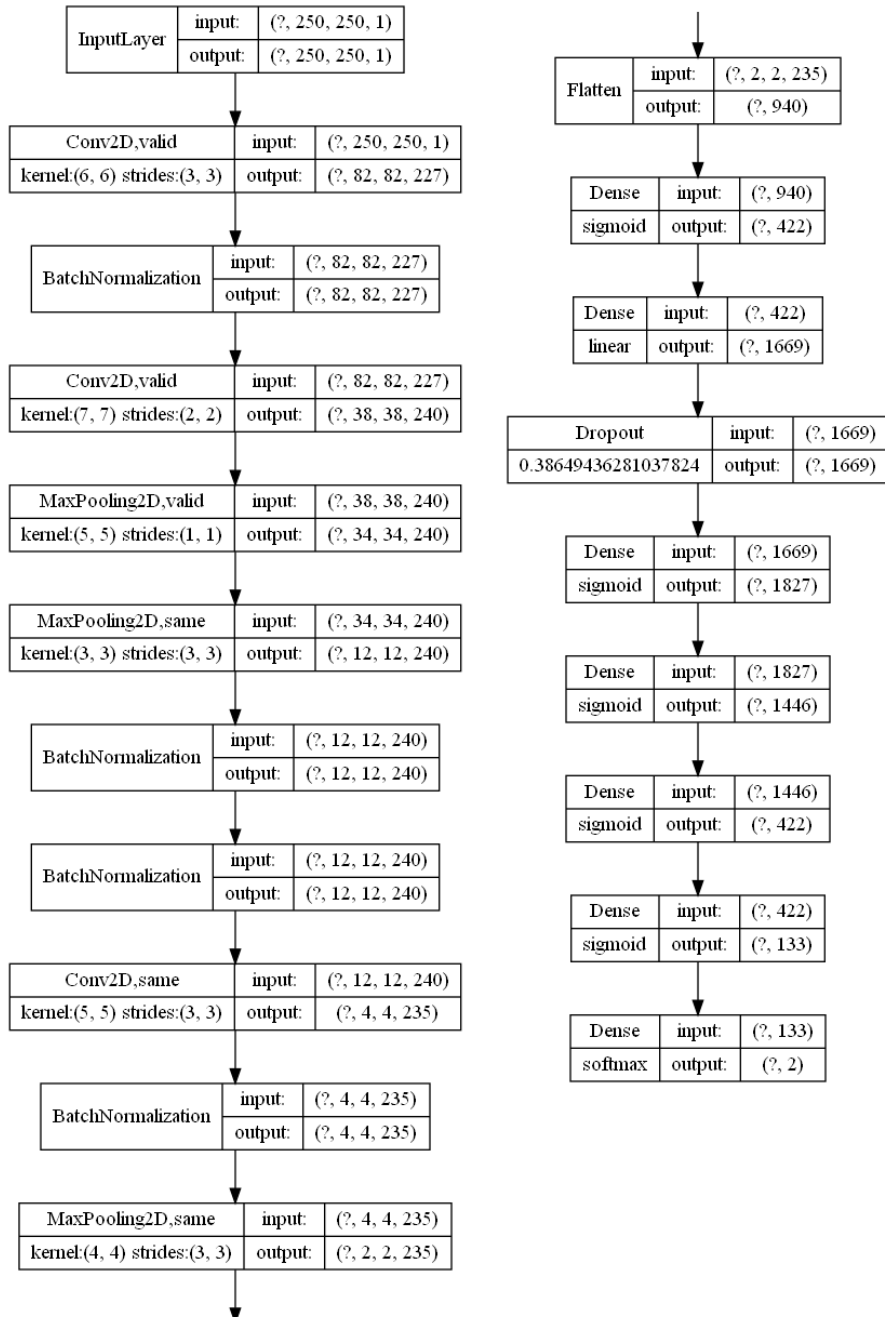 InputLayer input: (?, 250, 250, 1)
output: (?, 250, 250, 1)
Conv2D,valid input: (?, 250, 250, 1)
kernel:(6, 6) strides:(3, 3) output: (?, 82, 82, 227)
BatchNormalization input: (?, 82, 82, 227)
output: (?, 82, 82, 227)
Conv2D,valid input: (?, 82, 82, 227)
kernel:(7, 7) strides:(2, 2) output: (?, 38, 38, 240)
MaxPooling2D,valid input: (?, 38, 38, 240)
kernel:(5, 5) strides:(1, 1) output: (?, 34, 34, 240)
MaxPooling2D,same input: (?, 34, 34, 240)
kernel:(3, 3) strides:(3, 3) output: (?, 12, 12, 240)
BatchNormalization input: (?, 12, 12, 240)
output: (?, 12, 12, 240)
BatchNormalization input: (?, 12, 12, 240)
output: (?, 12, 12, 240)
Conv2D,same input: (?, 12, 12, 240)
kernel:(5, 5) strides:(3, 3) output: (?, 4, 4, 235)
BatchNormalization input: (?, 4, 4, 235)
output: (?, 4, 4, 235)
MaxPooling2D,same input: (?, 4, 4, 235)
kernel:(4, 4) strides:(3, 3) output: (?, 2, 2, 235)
Flatten input: (?, 2, 2, 235)
output: (?, 940)
Dense input: (?, 940)
sigmoid output: (?, 422)
Dense input: (?, 422)
linear output: (?, 1669)
Dropout input: (?, 1669)
0.38649436281037824 output: (?, 1669)
Dense input: (?, 1669)
sigmoid output: (?, 1827)
Dense input: (?, 1827)
sigmoid output: (?, 1446)
Dense input: (?, 1446)
sigmoid output: (?, 422)
Dense input: (?, 422)
sigmoid output: (?, 133)
Dense input: (?, 133)
softmax output: (?, 2)